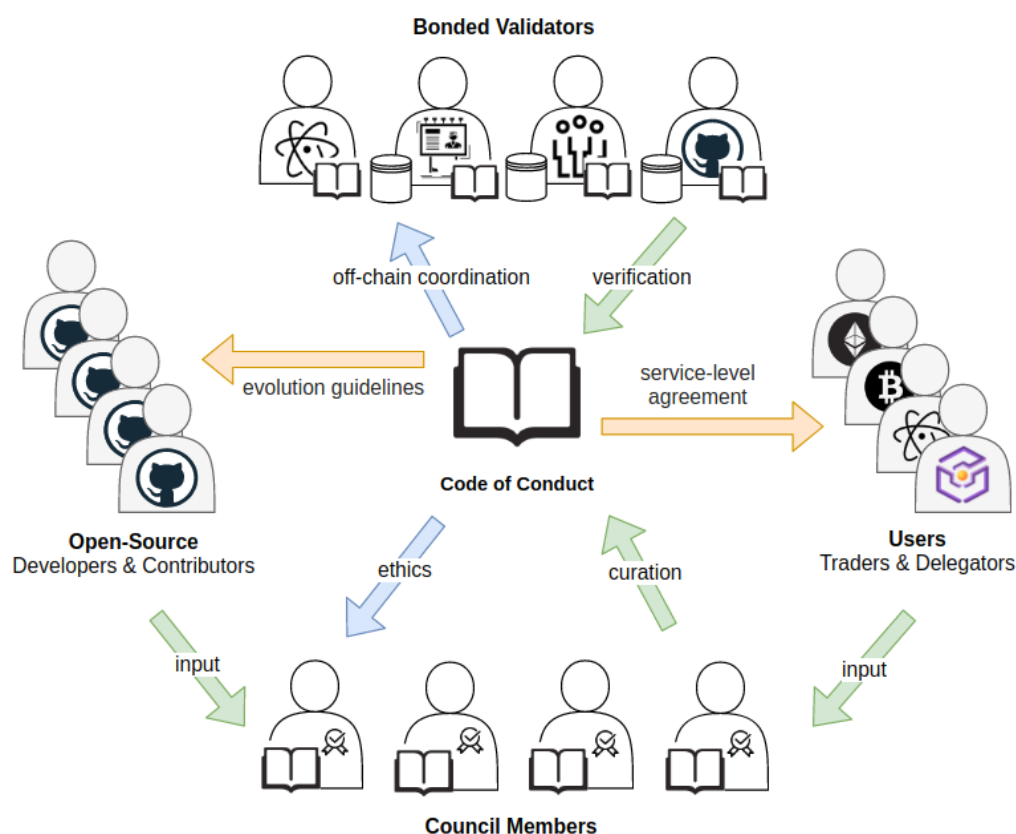 Bonded Validators
off-chain coordination
verification
evolution guidelines
service-level
agreement
Code of Conduct
Open-Source
Developers & Contributors
Users
Traders & Delegators
ethics
curation
input
input
Council Members